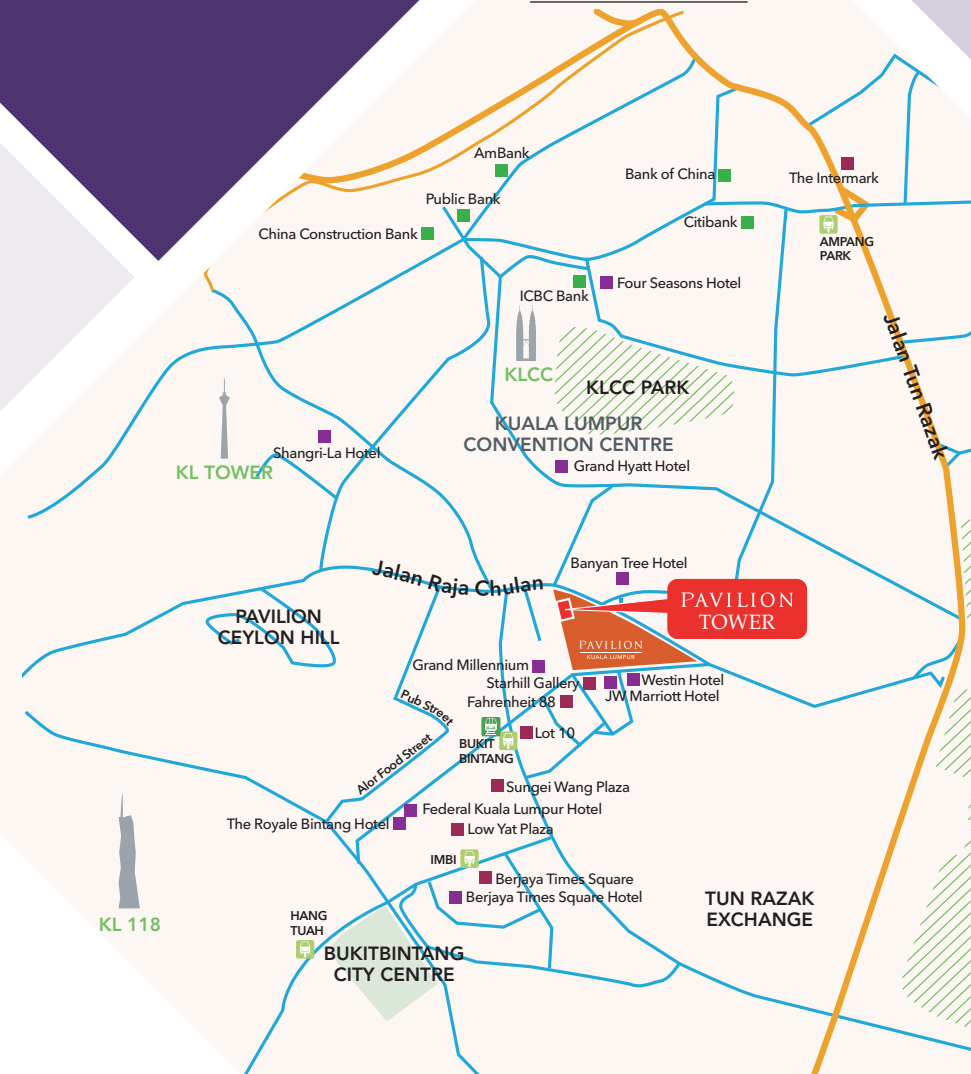 AmBank
Bank of China
The Intermark
Public Bank
China Construction Bank
Citibank
AMPANG
PARK
Four Seasons Hotel
ICBC Bank
Jalan Tun Razak
KLCC
KLCC PARK
KUALA LUMPUR
CONVENTION CENTRE
Shangri-La Hotel
Grand Hyatt Hotel
KL TOWER
Banyan Tree Hotel
Jalan Raja Chulan
PAVILION
TOWER
PAVILION
CEYLON HILL
PAVILION
KUALA LUMPUR
Grand Millennium
Starhill Gallery
Westin Hotel
JW Marriott Hotel
Fahrenheit 88
Pub Street
Lot 10
BUKIT
BINTANG
Alor Food Street
Sungei Wang Plaza
Federal Kuala Lumpur Hotel
The Royale Bintang Hotel
Low Yat Plaza
IMBI
Berjaya Times Square
Berjaya Times Square Hotel
TUN RAZAK
EXCHANGE
KL 118
HANG
TUAH
BUKITBINTANG
CITY CENTRE